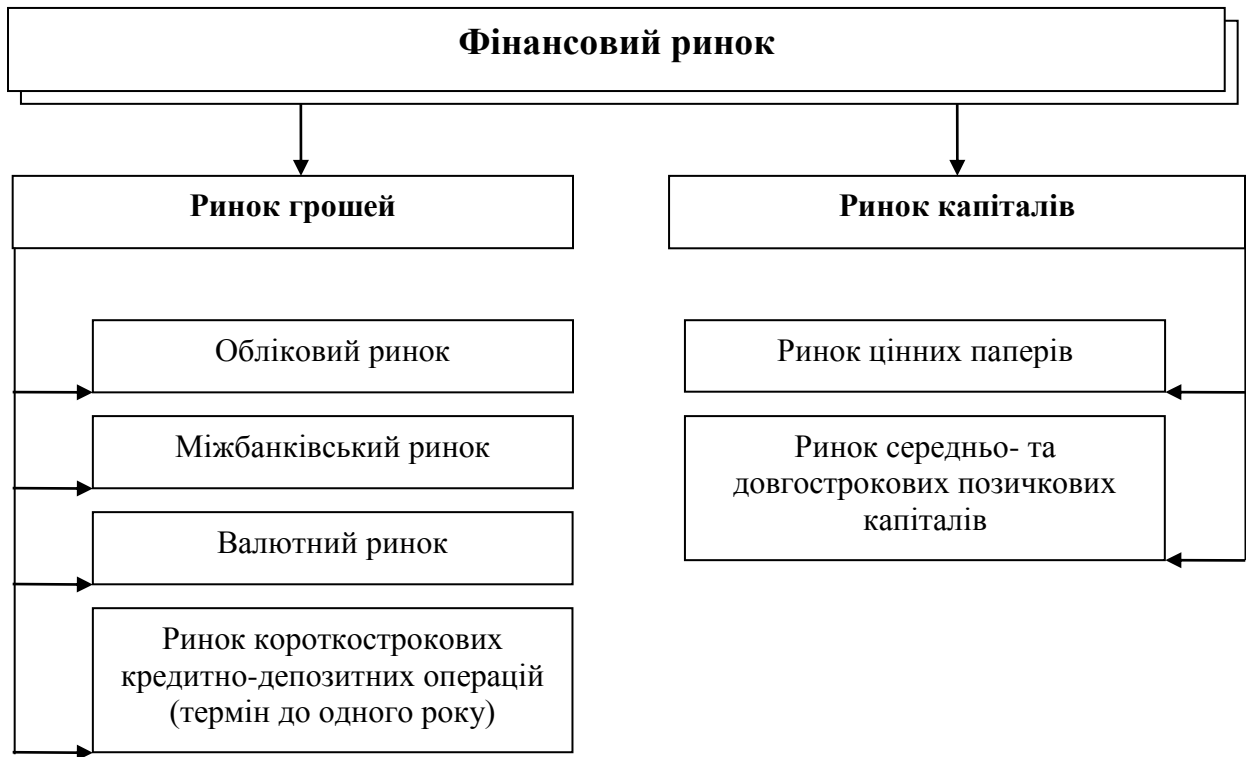 Фінансовий ринок
Ринок грошей
Ринок капіталів
Обліковий ринок
Ринок цінних паперів
Міжбанківський ринок
Ринок середньо- та
довгострокових позичкових
капіталів
Валютний ринок
Ринок короткострокових
кредитно-депозитних операцій
(термін до одного року)